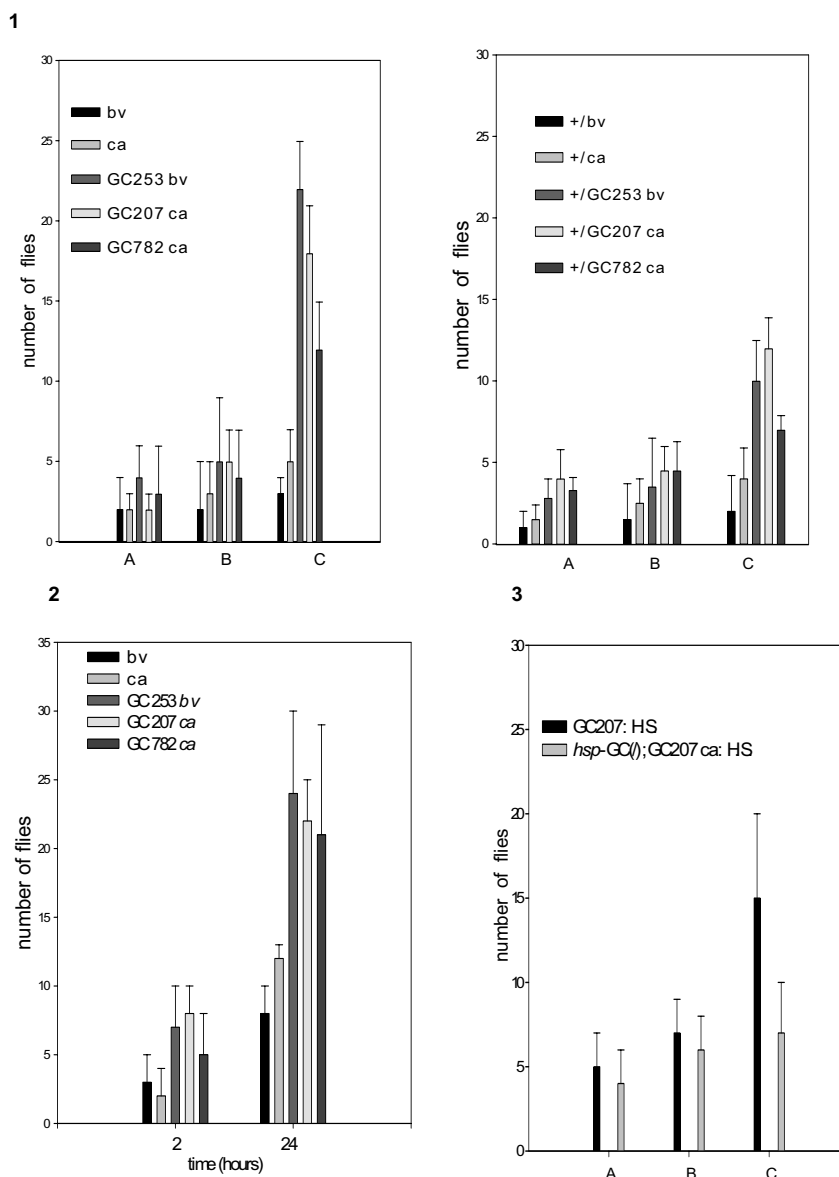 1
30
25
20
15
10
5
0
number of flies
bv
ca
GC253 bv
GC207 ca
GC782 ca
A B C
30
25
20
15
10
5
0
number of flies
+/bv
+/ca
+/GC253 bv
+/GC207 ca
+/GC782 ca
A B C
2
35
30
25
20
15
10
5
0
number of flies
bv
ca
GC253 bv
GC207 ca
GC782 ca
2 24
time (hours)
3
30
25
20
15
10
5
0
number of flies
GC207: HS
hsp-GC(I); GC207 ca: HS
A B C